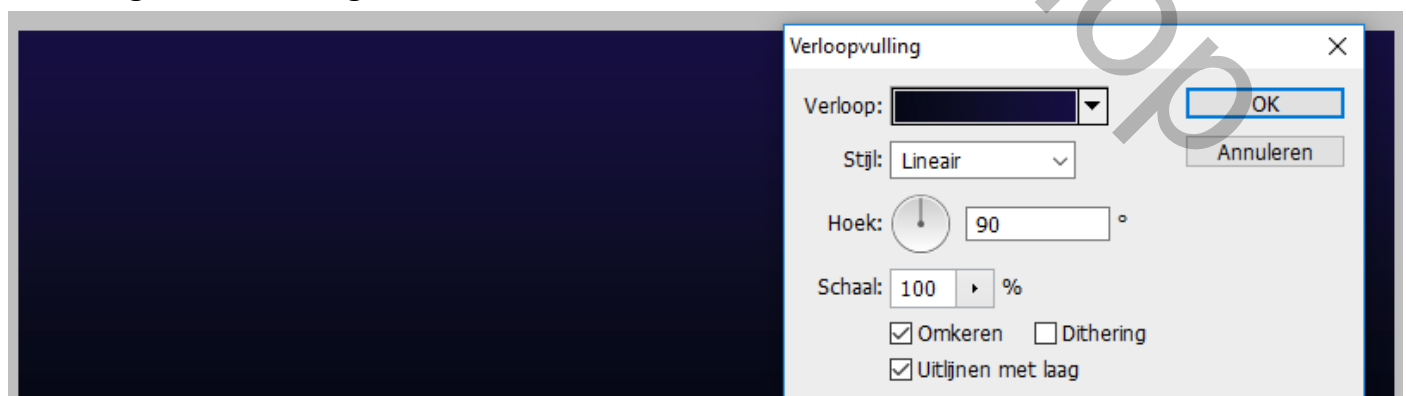 Verloopvulling
Verloop:
OK
Stijl: Lineair
Annuleren
Hoek: 90 °
Schaal: 100 %
Omkeren Dithering
Uitlijnen met laag